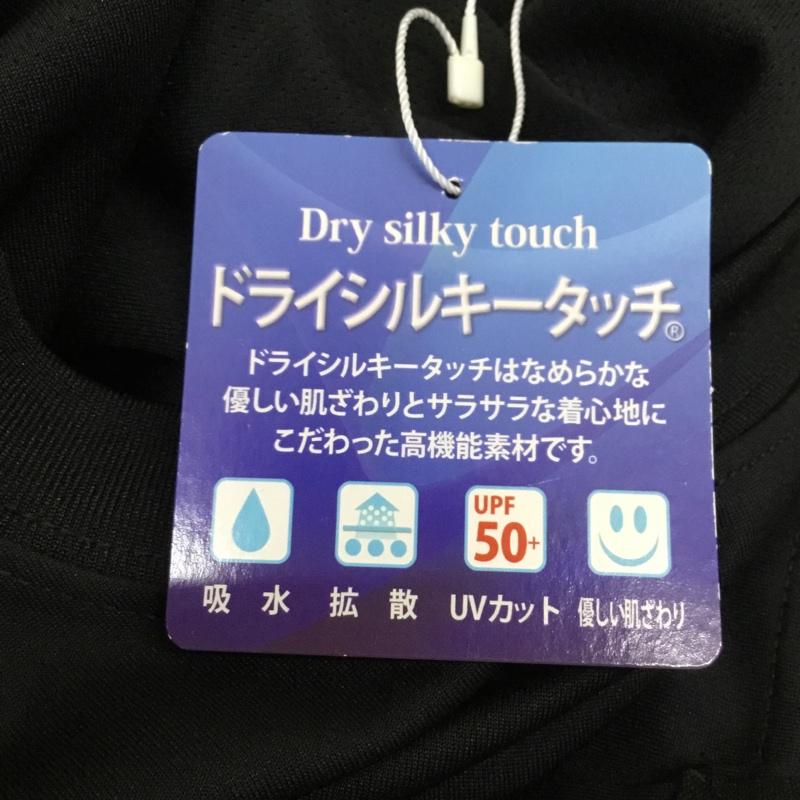 Dry silky touch
ドライシルキータッチ®
ドライシルキータッチはなめらかな
優しい肌ざわりとサラサラな着心地に
こだわった高機能素材です。
UPF
50+
吸水 拡散 UVカット 優しい肌ざわり